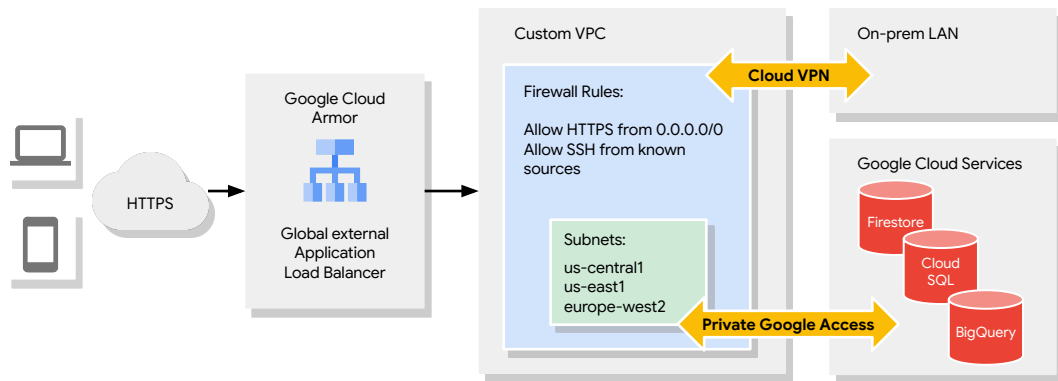 HTTPS
Google Cloud
Armor
Global external
Application
Load Balancer
Custom VPC
Firewall Rules:
Allow HTTPS from 0.0.0.0/0
Allow SSH from known
sources
Subnets:
us-central1
us-east1
europe-west2
Cloud VPN
On-prem LAN
Private Google Access
Google Cloud Services
Firestore
Cloud
SQL
BigQuery